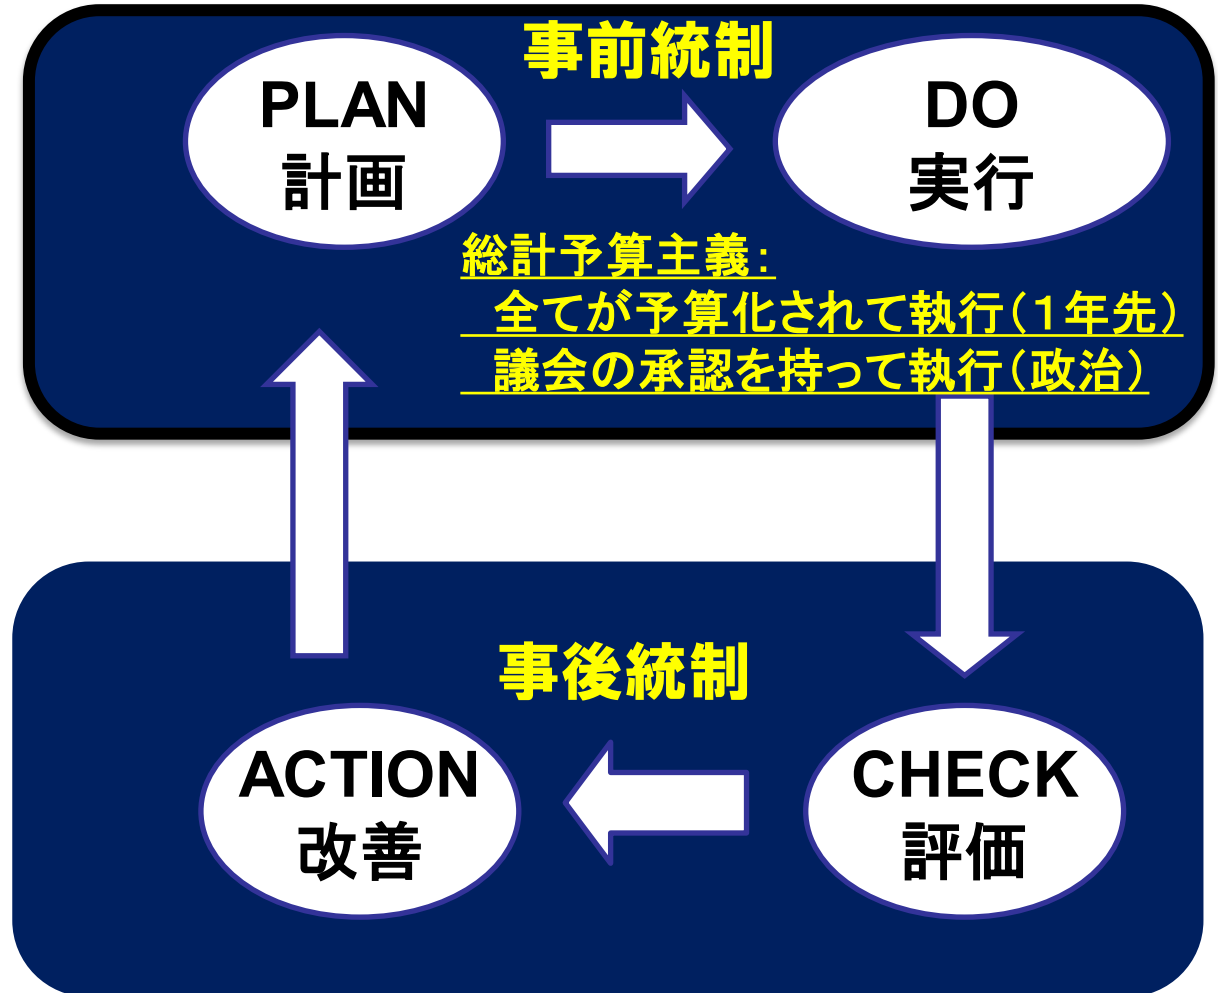 事前統制
PLAN
計画
DO
実行
総計予算主義：
全てが予算化されて執行（１年先）
議会の承認を持って執行（政治）
事後統制
ACTION
改善
CHECK
評価